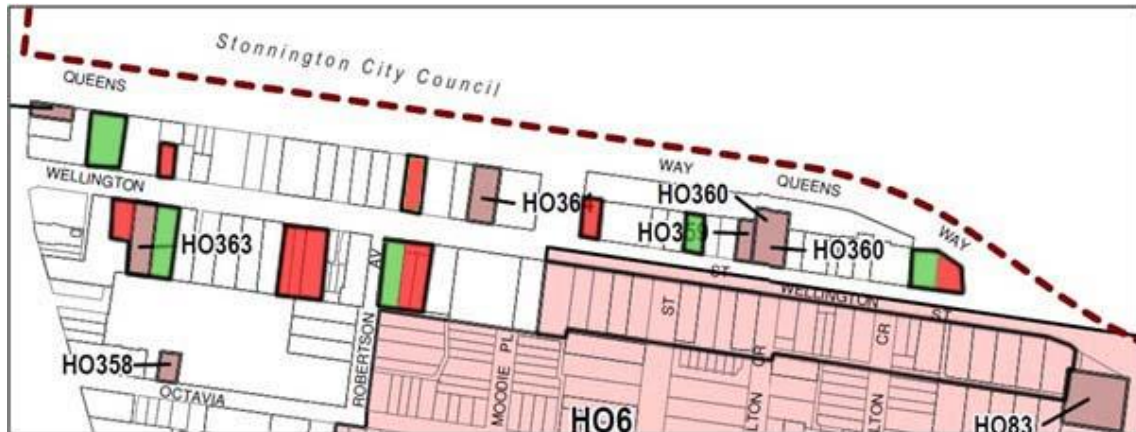 Stonnington City Council
QUEENS
WAY
QUEENS
WAY
WELLINGTON
HO364
HO360
HO359
HO360
HO363
AV
ST
WELLINGTON
ST
ST
ROBERTSON
MOODIE PL
CR
HO358
OCTAVIA
HO6
HO83